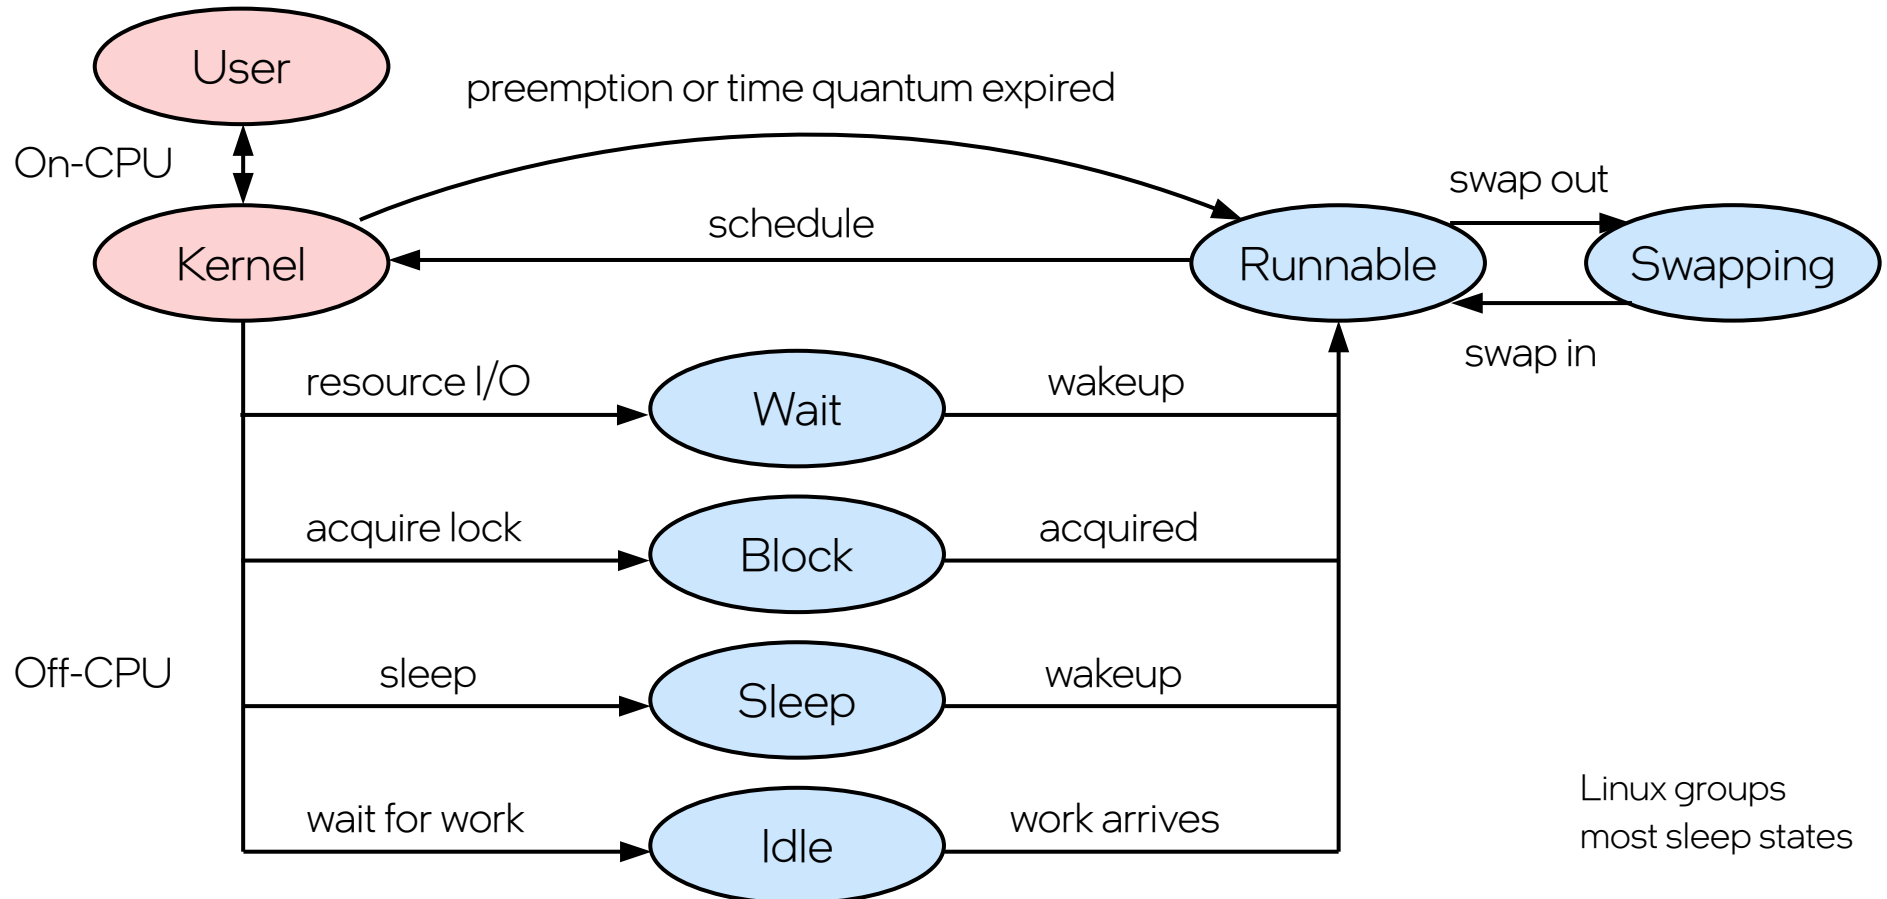 User
preemption or time quantum expired
On-CPU
swap out
schedule
Kernel
Runnable
Swapping
swap in
resource I/O
Wait
wakeup
acquire lock
Block
acquired
Off-CPU
sleep
Sleep
wakeup
wait for work
Idle
work arrives
Linux groups
most sleep states